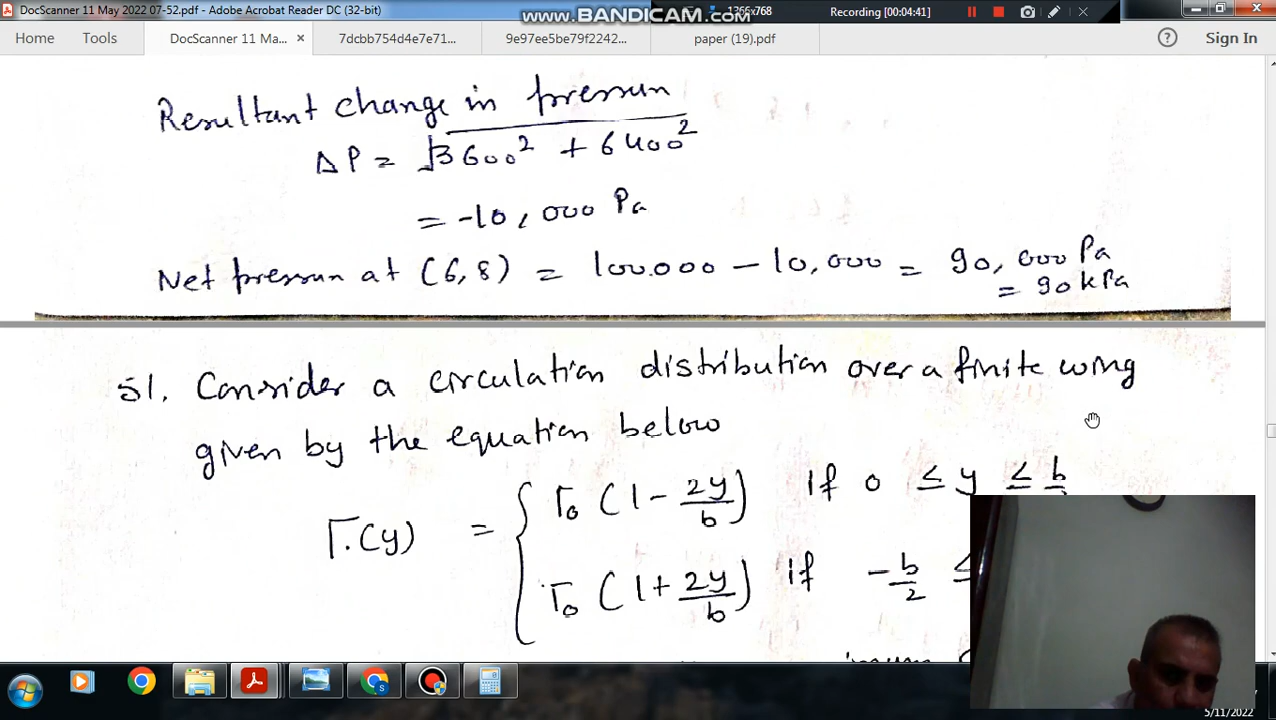 DocScanner 11 May 2022 07-52.pdf - Adobe Acrobat Reader DC (32-bit)
www.BANDICAM.com
1365x768
Recording [00:04:41]
Home
Tools
DocScanner 11 Ma...
7dcbb754d4e7e71...
9e97ee5be79f2242...
paper (19).pdf
Sign In
Resultant change in pressure
ΔP = √3600² + 6400²
= -10,000 Pa
Net pressure at (6,8) = 100.000 - 10,000 = 90,000 Pa
= 90 kPa
51. Consider a circulation distribution over a finite wing
given by the equation below
Γ.(y) = { Γ₀ (1 - 2y/b) if 0 ≤ y ≤ b/
Γ₀ (1 + 2y/b) if -b/2 ≤
5/11/2022